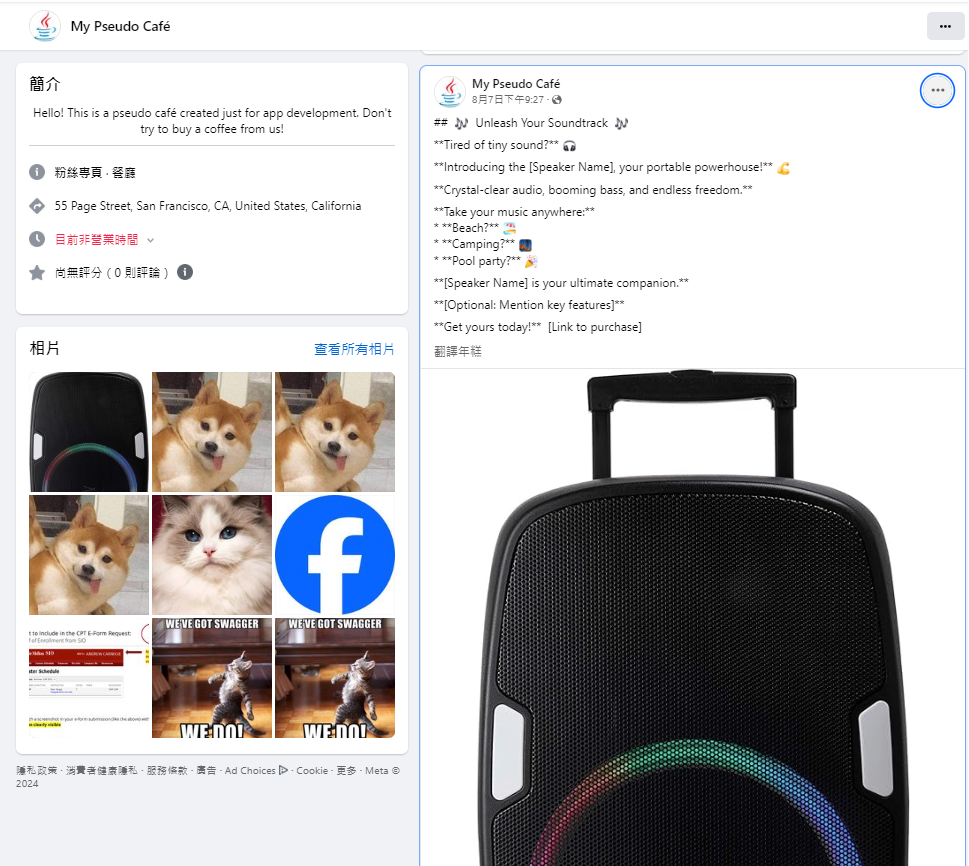 My Pseudo Café
簡介
Hello! This is a pseudo café created just for app development. Don't
try to buy a coffee from us!
粉絲專頁 · 餐廳
55 Page Street, San Francisco, CA, United States, California
目前非營業時間
尚無評分 ( 0 則評論 )
相片
查看所有相片
t to Include in the CPT E-Form Request:
f of Enrollment from SIO
WE'VE GOT SWAGGER
WE DO!
WE'VE GOT SWAGGER
WE DO!
隱私政策 · 消費者健康隱私 · 服務條款 · 廣告 · Ad Choices · Cookie · 更多 · Meta ©
2024
My Pseudo Café
8月7日下午9:27 ·
## 🎶 Unleash Your Soundtrack 🎶
**Tired of tiny sound?** 🎧
**Introducing the [Speaker Name], your portable powerhouse!** 💪
**Crystal-clear audio, booming bass, and endless freedom.**
**Take your music anywhere:**
* **Beach?** 🏖
* **Camping?** 🏕
* **Pool party?** 🎉
**[Speaker Name] is your ultimate companion.**
**[Optional: Mention key features]**
**Get yours today!** [Link to purchase]
翻譯年糕